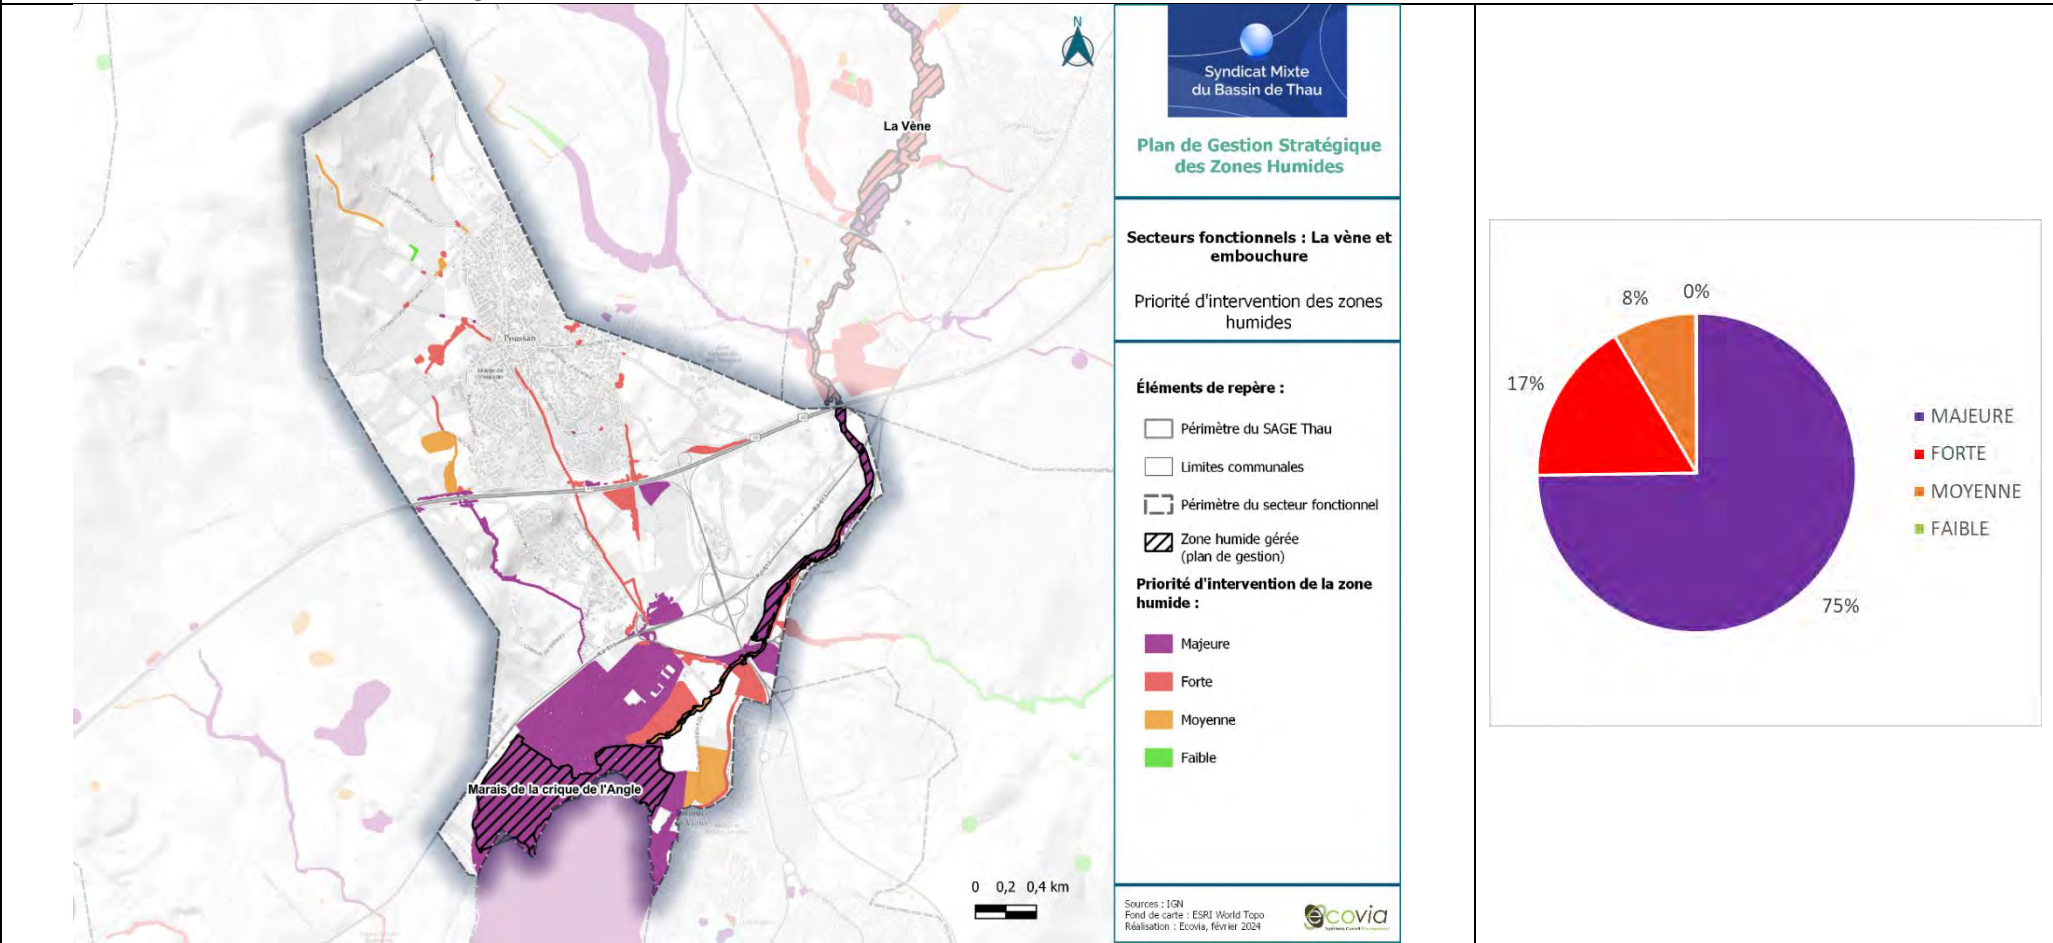 N
La Vène
Poussan
Marais de la crique de l'Angle
0 0,2 0,4 km
Syndicat Mixte
du Bassin de Thau
Plan de Gestion Stratégique
des Zones Humides
Secteurs fonctionnels : La vène et
embouchure
Priorité d'intervention des zones
humides
Éléments de repère :
Périmètre du SAGE Thau
Limites communales
Périmètre du secteur fonctionnel
Zone humide gérée
(plan de gestion)
Priorité d'intervention de la zone
humide :
Majeure
Forte
Moyenne
Faible
Sources : IGN
Fond de carte : ESRI World Topo
Réalisation : Ecovia, février 2024
ecovia
8%
0%
17%
75%
MAJEURE
FORTE
MOYENNE
FAIBLE